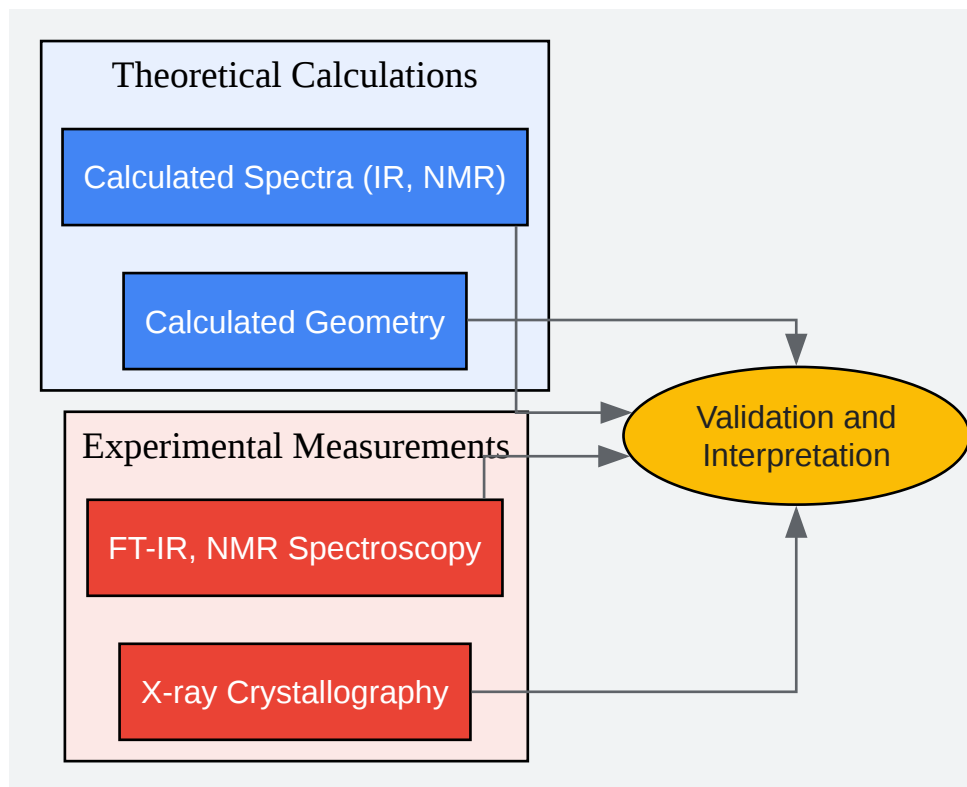 Theoretical Calculations
Calculated Spectra (IR, NMR)
Calculated Geometry
Validation and
Interpretation
Experimental Measurements
FT-IR, NMR Spectroscopy
X-ray Crystallography